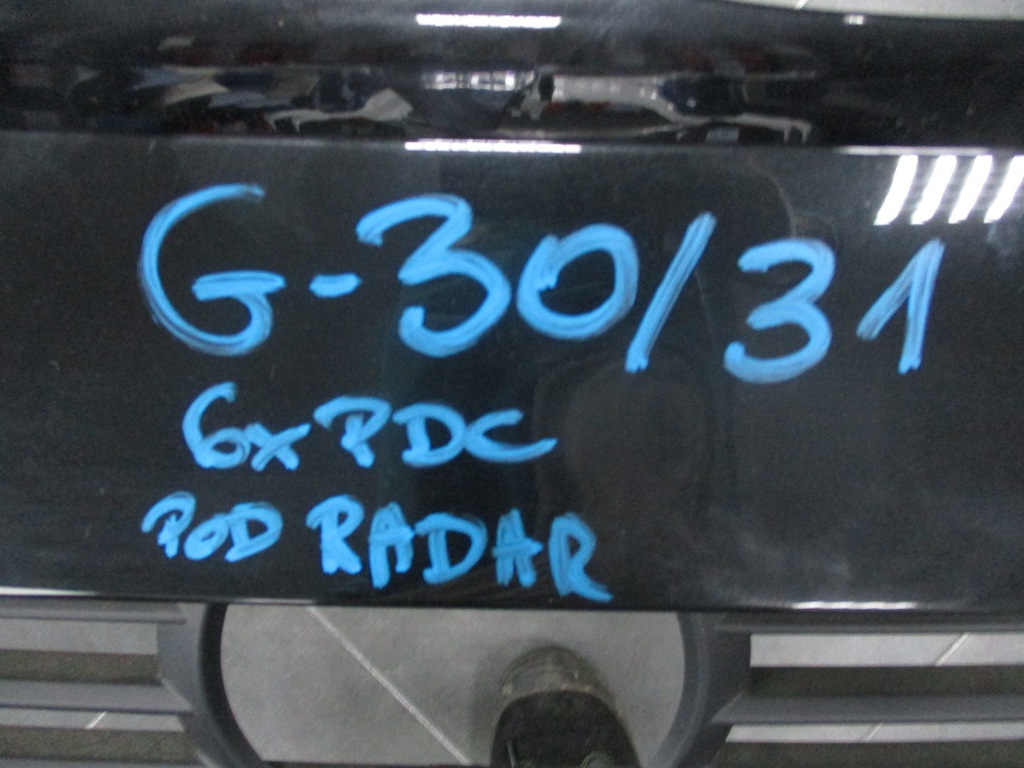 G-30/31
6xPDC
POD RADAR